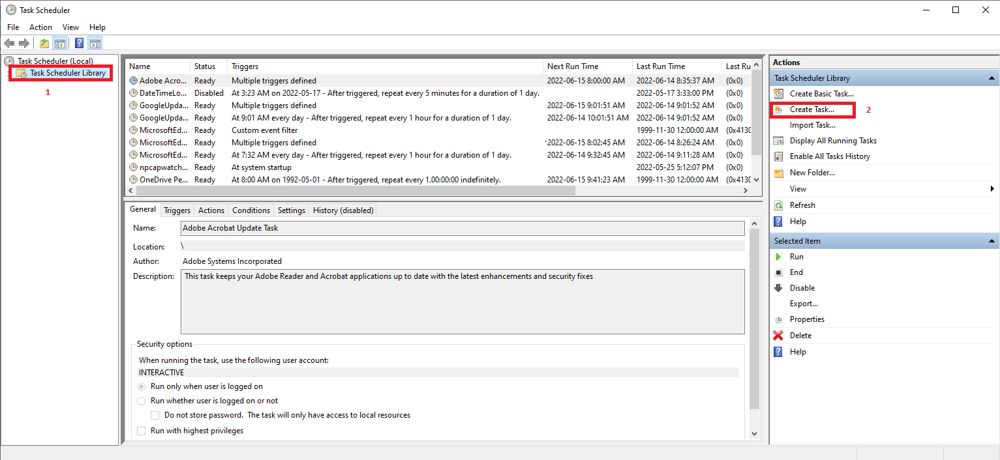 Task Scheduler
File Action View Help
Task Scheduler (Local)
Task Scheduler Library
1
Name Status Triggers Next Run Time Last Run Time Last Ru
Adobe Acro... Ready Multiple triggers defined 2022-06-15 8:00:00 AM 2022-06-14 8:35:37 AM (0x0)
DateTimeLo... Disabled At 3:23 AM on 2022-05-17 - After triggered, repeat every 5 minutes for a duration of 1 day. 2022-05-17 3:33:00 PM (0x0)
GoogleUpda... Ready Multiple triggers defined 2022-06-15 9:01:51 AM 2022-06-14 9:01:52 AM (0x0)
GoogleUpda... Ready At 9:01 AM every day - After triggered, repeat every 1 hour for a duration of 1 day. 2022-06-14 10:01:51 AM 2022-06-14 9:01:52 AM (0x0)
MicrosoftEd... Ready Custom event filter 1999-11-30 12:00:00 AM (0x4130
MicrosoftEd... Ready Multiple triggers defined 2022-06-15 8:02:45 AM 2022-06-14 8:26:24 AM (0x0)
MicrosoftEd... Ready At 7:32 AM every day - After triggered, repeat every 1 hour for a duration of 1 day. 2022-06-14 9:32:45 AM 2022-06-14 9:11:28 AM (0x0)
npcapwatch... Ready At system startup 2022-05-25 5:12:07 PM (0x0)
OneDrive Pe... Ready At 8:00 AM on 1992-05-01 - After triggered, repeat every 1.00:00:00 indefinitely. 2022-06-15 9:41:23 AM 1999-11-30 12:00:00 AM (0x4130
General Triggers Actions Conditions Settings History (disabled)
Name: Adobe Acrobat Update Task
Location: \
Author: Adobe Systems Incorporated
Description: This task keeps your Adobe Reader and Acrobat applications up to date with the latest enhancements and security fixes
Security options
When running the task, use the following user account:
INTERACTIVE
Run only when user is logged on
Run whether user is logged on or not
Do not store password. The task will only have access to local resources
Run with highest privileges
Actions
Task Scheduler Library
Create Basic Task...
Create Task... 2
Import Task...
Display All Running Tasks
Enable All Tasks History
New Folder...
View
Refresh
Help
Selected Item
Run
End
Disable
Export...
Properties
Delete
Help